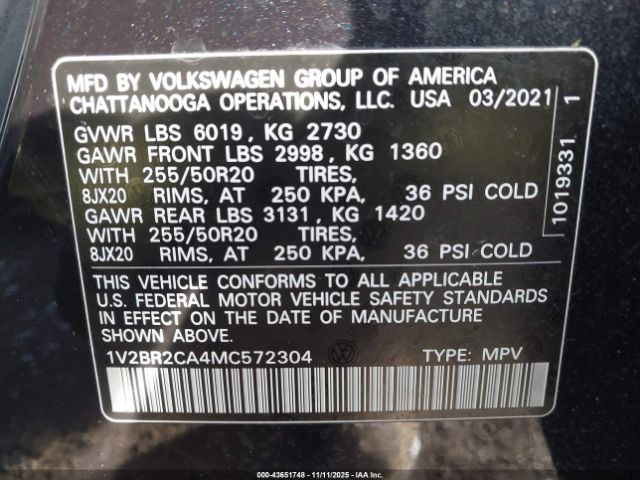 MFD BY VOLKSWAGEN GROUP OF AMERICA
CHATTANOOGA OPERATIONS, LLC. USA 03/2021
GVWR LBS 6019, KG 2730
GAWR FRONT LBS 2998, KG 1360
WITH 255/50R20 TIRES,
8JX20 RIMS, AT 250 KPA, 36 PSI COLD
GAWR REAR LBS 3131, KG 1420
WITH 255/50R20 TIRES,
8JX20 RIMS, AT 250 KPA, 36 PSI COLD
THIS VEHICLE CONFORMS TO ALL APPLICABLE
U.S. FEDERAL MOTOR VEHICLE SAFETY STANDARDS
IN EFFECT ON THE DATE OF MANUFACTURE
SHOWN ABOVE.
1V2BR2CA4MC572304 TYPE: MPV
1019331 1
000-43651748 - 11/11/2025 - IAA Inc.